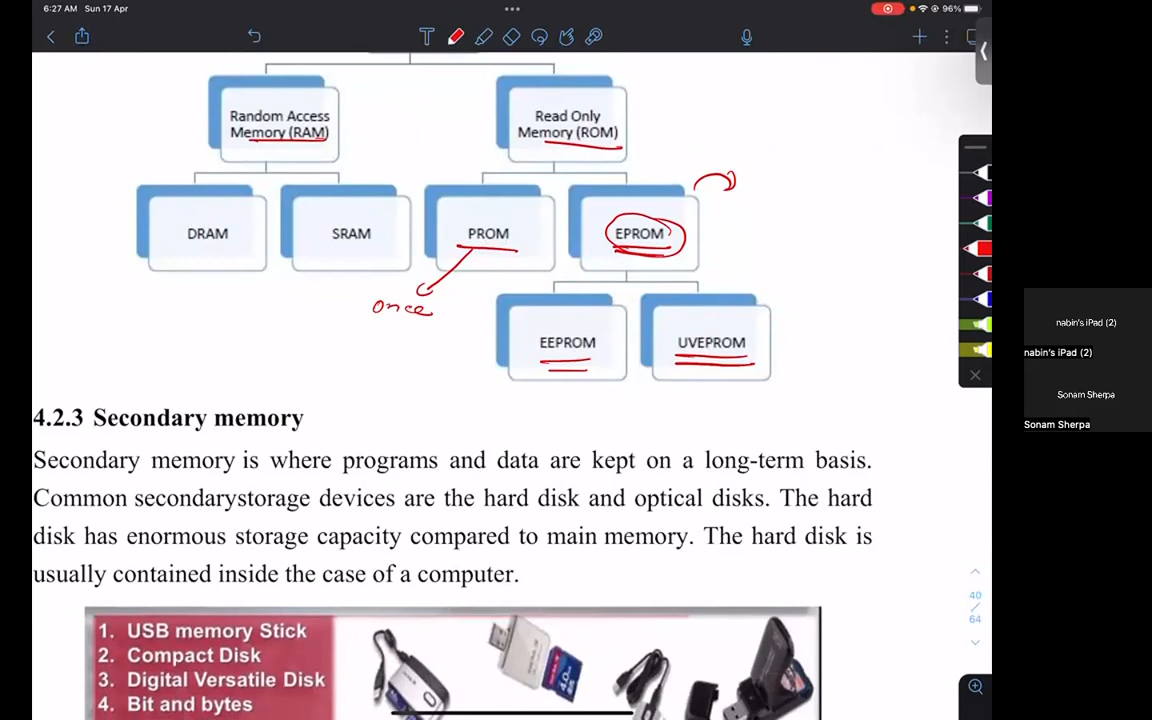 6:27 AM Sun 17 Apr
96%
Random Access
Memory (RAM)
Read Only
Memory (ROM)
DRAM
SRAM
PROM
EPROM
once
EEPROM
UVEPROM
4.2.3 Secondary memory
Secondary memory is where programs and data are kept on a long-term basis.
Common secondarystorage devices are the hard disk and optical disks. The hard
disk has enormous storage capacity compared to main memory. The hard disk is
usually contained inside the case of a computer.
1. USB memory Stick
2. Compact Disk
3. Digital Versatile Disk
4. Bit and bytes
4.0
40
64
nabin's iPad (2)
nabin's iPad (2)
Sonam Sherpa
Sonam Sherpa